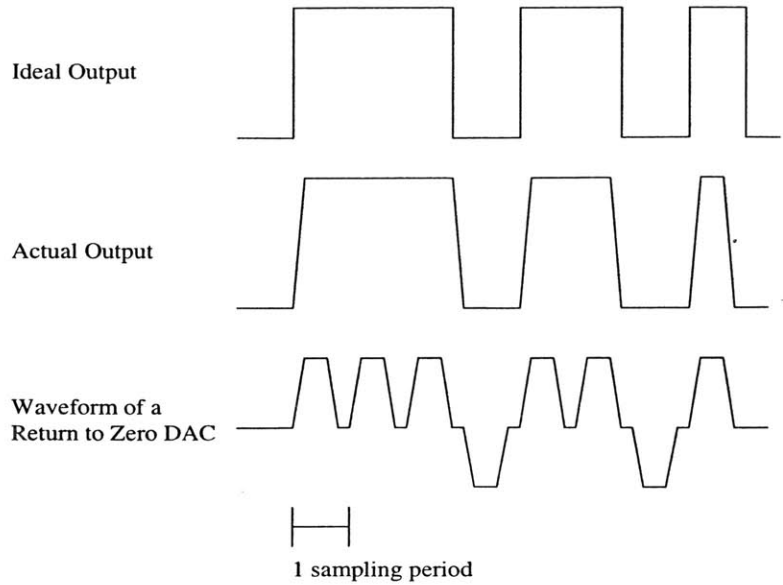 Ideal Output
Actual Output
Waveform of a
Return to Zero DAC
1 sampling period